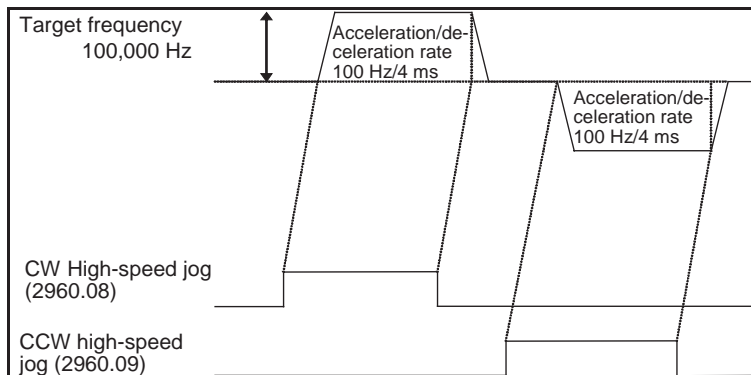 Target frequency
100,000 Hz
Acceleration/de-
celeration rate
100 Hz/4 ms
Acceleration/de-
celeration rate
100 Hz/4 ms
CW High-speed jog
(2960.08)
CCW high-speed
jog (2960.09)